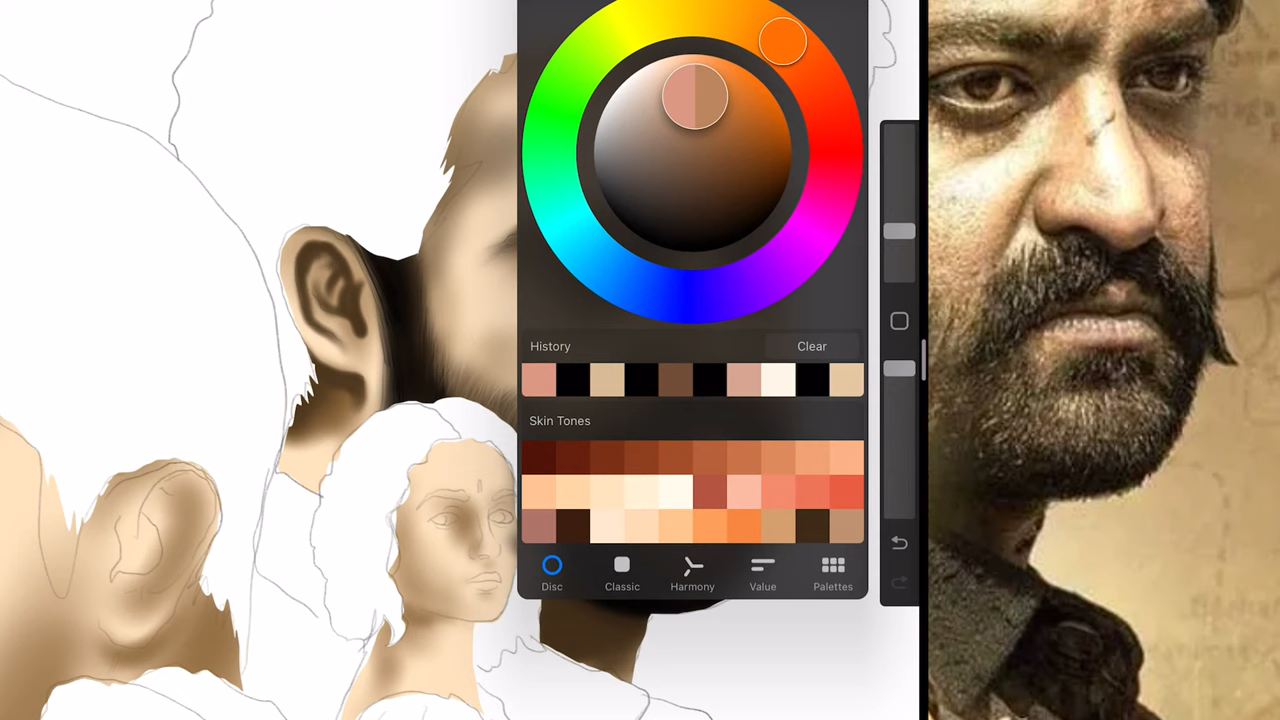 History
Clear
Skin Tones
Disc
Classic
Harmony
Value
Palettes